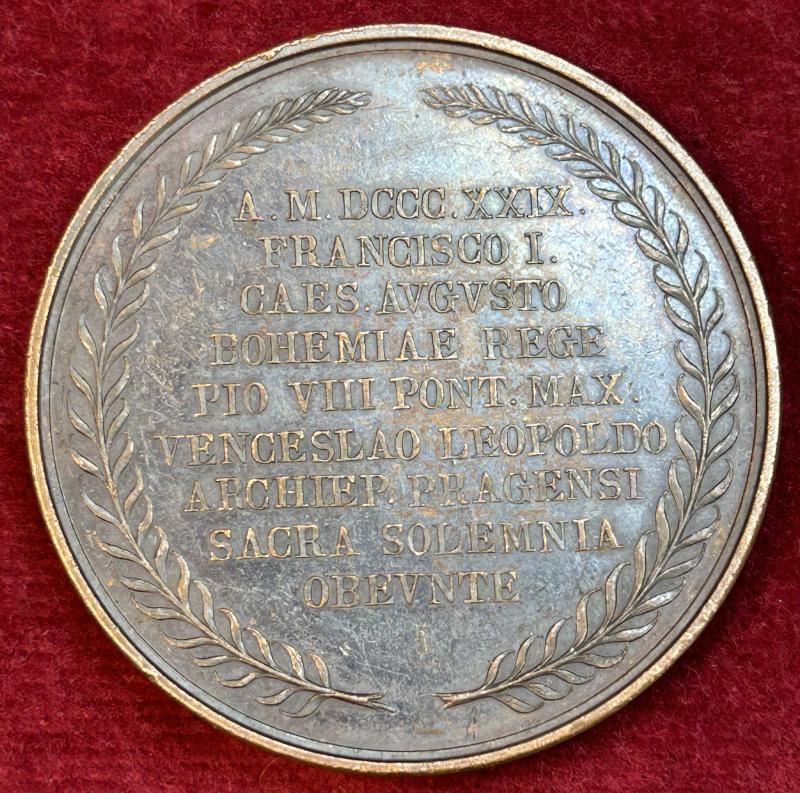 A. M. DCCC. XXIX.
FRANCISCO I.
CAES. AVGVSTO
BOHEMIAE REGE
PIO VIII PONT. MAX.
VENCESLAO LEOPOLDO
ARCHIEP. PRAGENSI
SACRA SOLEMNIA
OBEVNTE